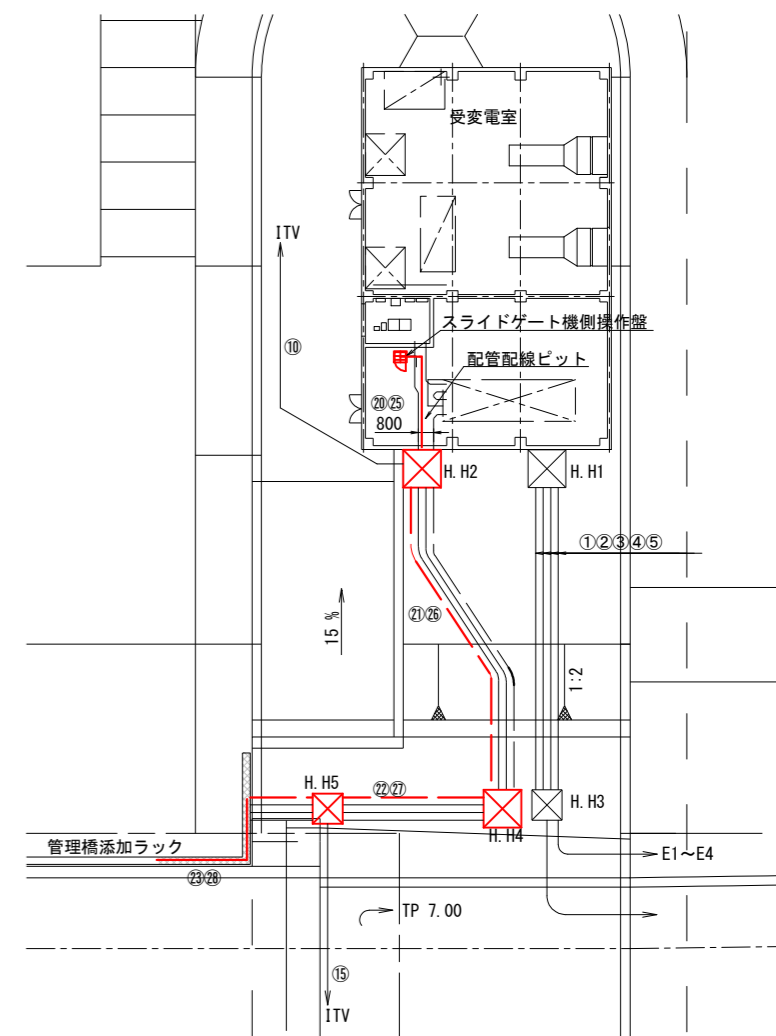 受変電室
ITV
スライドゲート機側操作盤
⑩
配管配線ピット
⑳㉕
800
H.H2
H.H1
①②③④⑤
㉑㉖
15 %
1:2
H.H5
㉒㉗
H.H3
H.H4
管理橋添加ラック
E1～E4
㉓㉘
TP 7.00
⑮
ITV